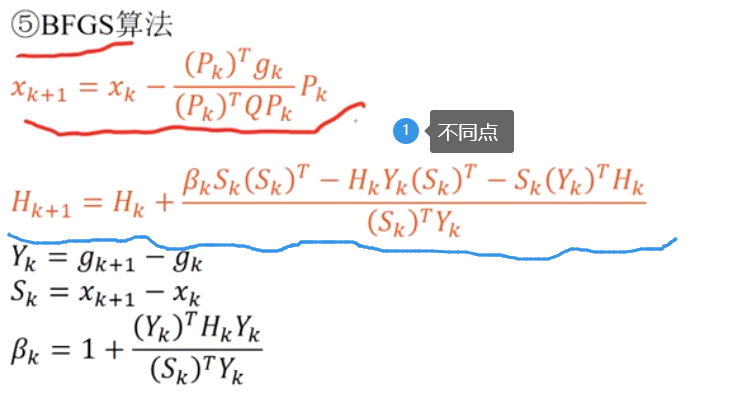 ⑤BFGS算法
x_{k+1} = x_k − \frac{(P_k)^T g_k}{(P_k)^T Q P_k} P_k
1 不同点
H_{k+1} = H_k + \frac{β_k S_k (S_k)^T − H_k Y_k (S_k)^T − S_k (Y_k)^T H_k}{(S_k)^T Y_k}
Y_k = g_{k+1} − g_k
S_k = x_{k+1} − x_k
β_k = 1 + \frac{(Y_k)^T H_k Y_k}{(S_k)^T Y_k}